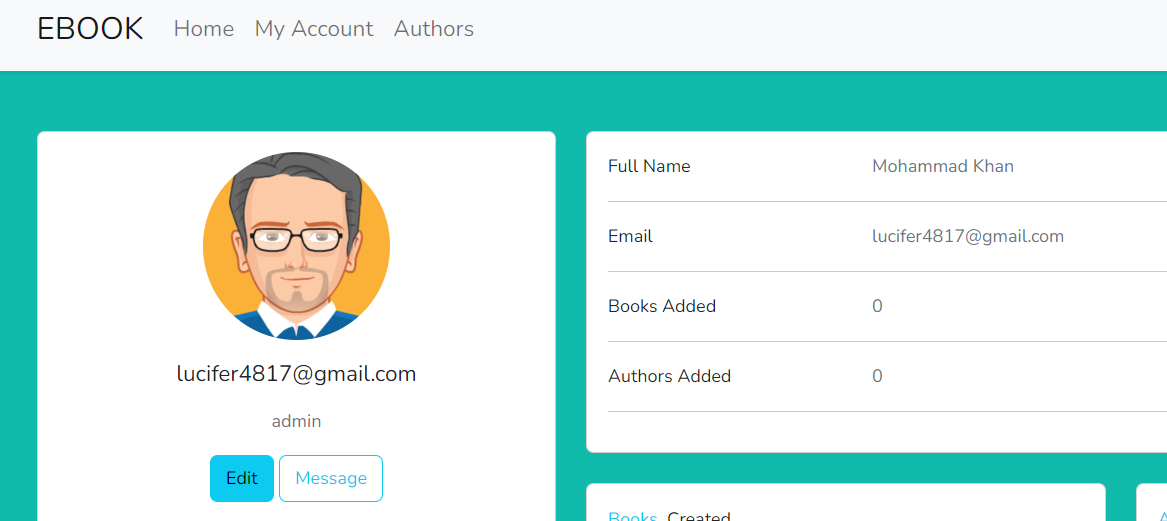 EBOOK Home My Account Authors
lucifer4817@gmail.com
admin
Edit Message
Full Name Mohammad Khan
Email lucifer4817@gmail.com
Books Added 0
Authors Added 0
Books Created